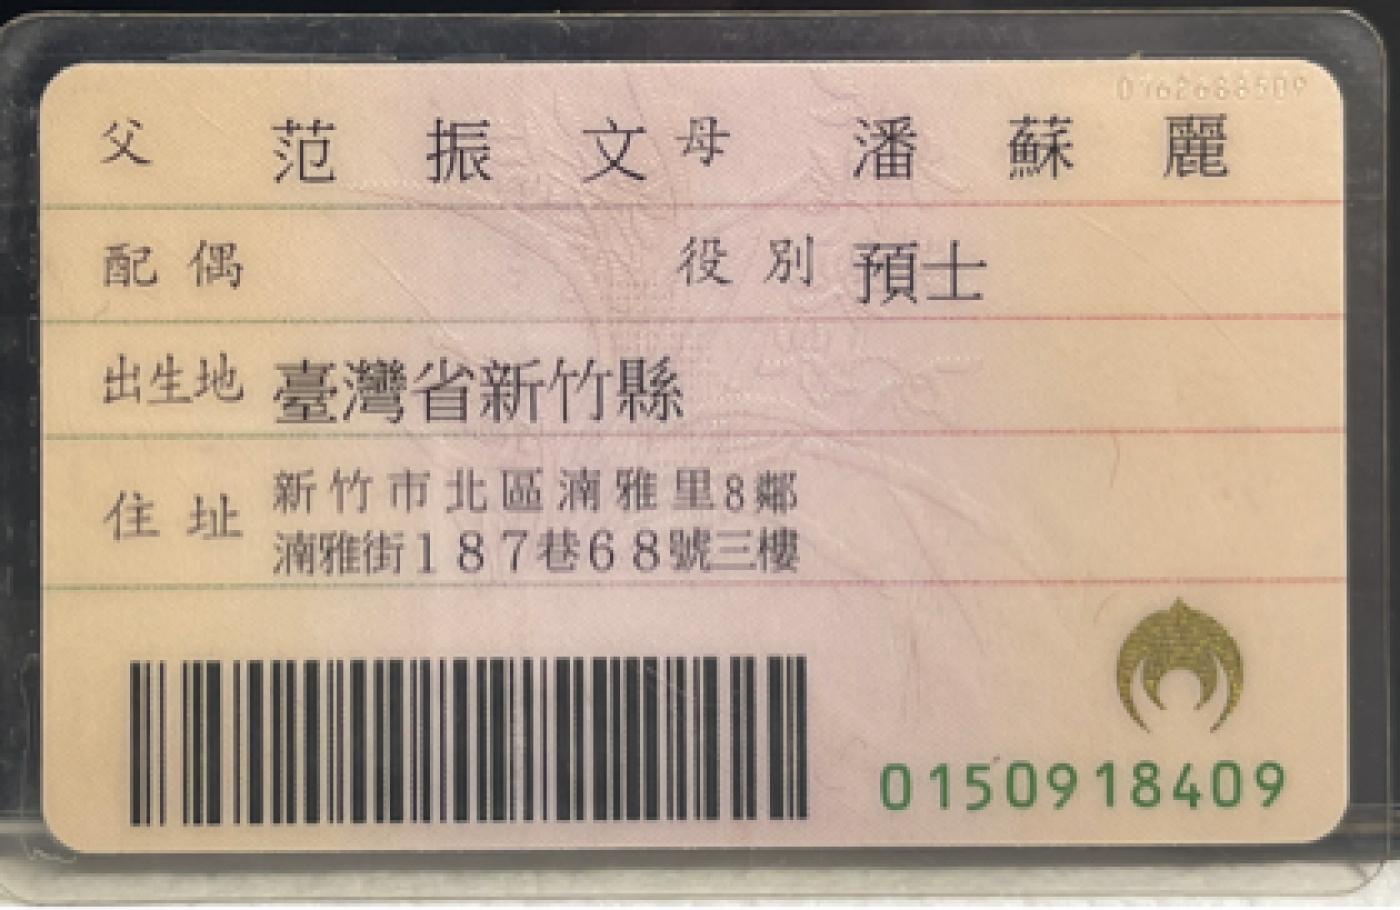 父 范振文 母 潘蘇麗
配偶 役別 預士
出生地 臺灣省新竹縣
住址 新竹市北區湳雅里8鄰
湳雅街187巷68號三樓
0150918409